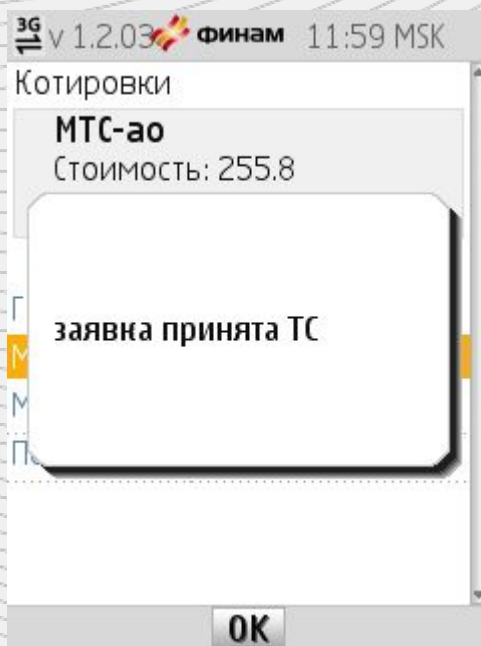 3G v 1.2.03 финам 11:59 MSK
Котировки
МТС-ао
Стоимость: 255.8
заявка принята ТС
OK